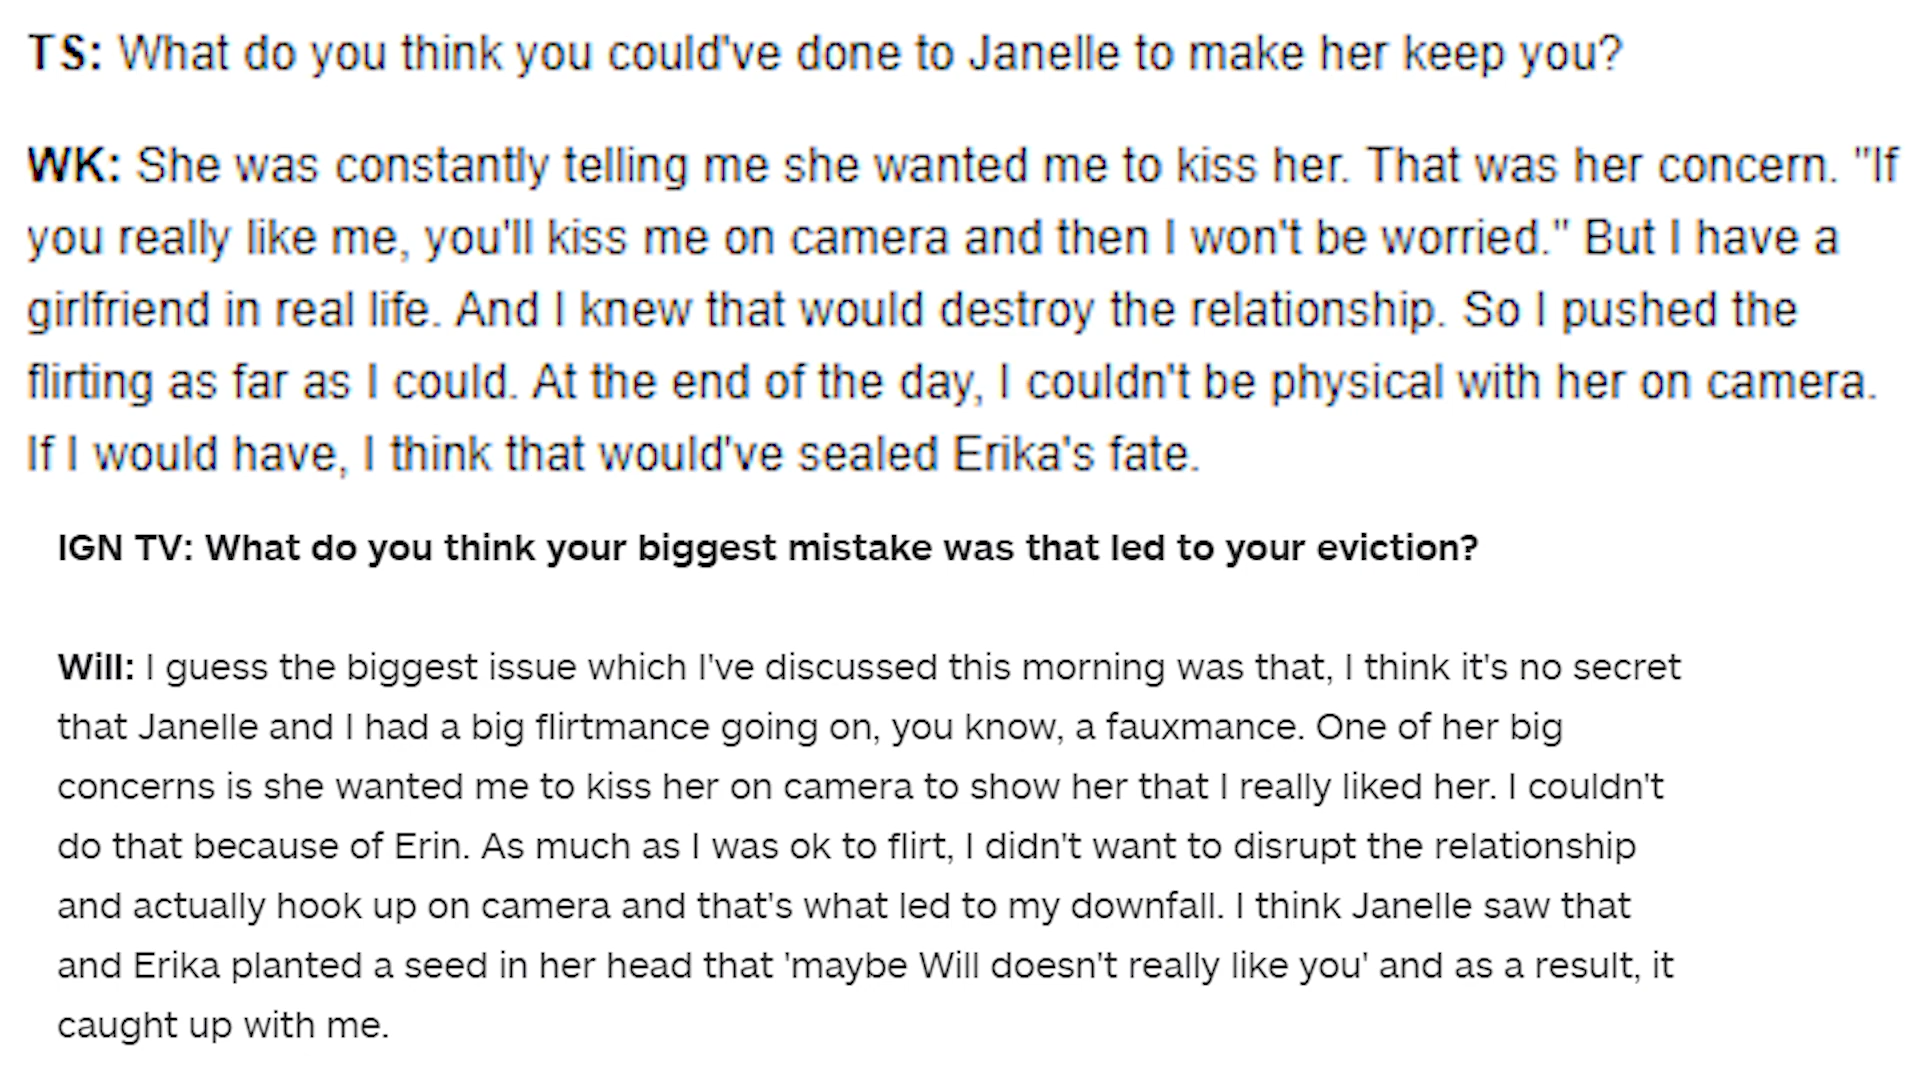 TS: What do you think you could've done to Janelle to make her keep you?
WK: She was constantly telling me she wanted me to kiss her. That was her concern. "If
you really like me, you'll kiss me on camera and then I won't be worried." But I have a
girlfriend in real life. And I knew that would destroy the relationship. So I pushed the
flirting as far as I could. At the end of the day, I couldn't be physical with her on camera.
If I would have, I think that would've sealed Erika's fate.
IGN TV: What do you think your biggest mistake was that led to your eviction?
Will: I guess the biggest issue which I've discussed this morning was that, I think it's no secret
that Janelle and I had a big flirtmance going on, you know, a fauxmance. One of her big
concerns is she wanted me to kiss her on camera to show her that I really liked her. I couldn't
do that because of Erin. As much as I was ok to flirt, I didn't want to disrupt the relationship
and actually hook up on camera and that's what led to my downfall. I think Janelle saw that
and Erika planted a seed in her head that 'maybe Will doesn't really like you' and as a result, it
caught up with me.